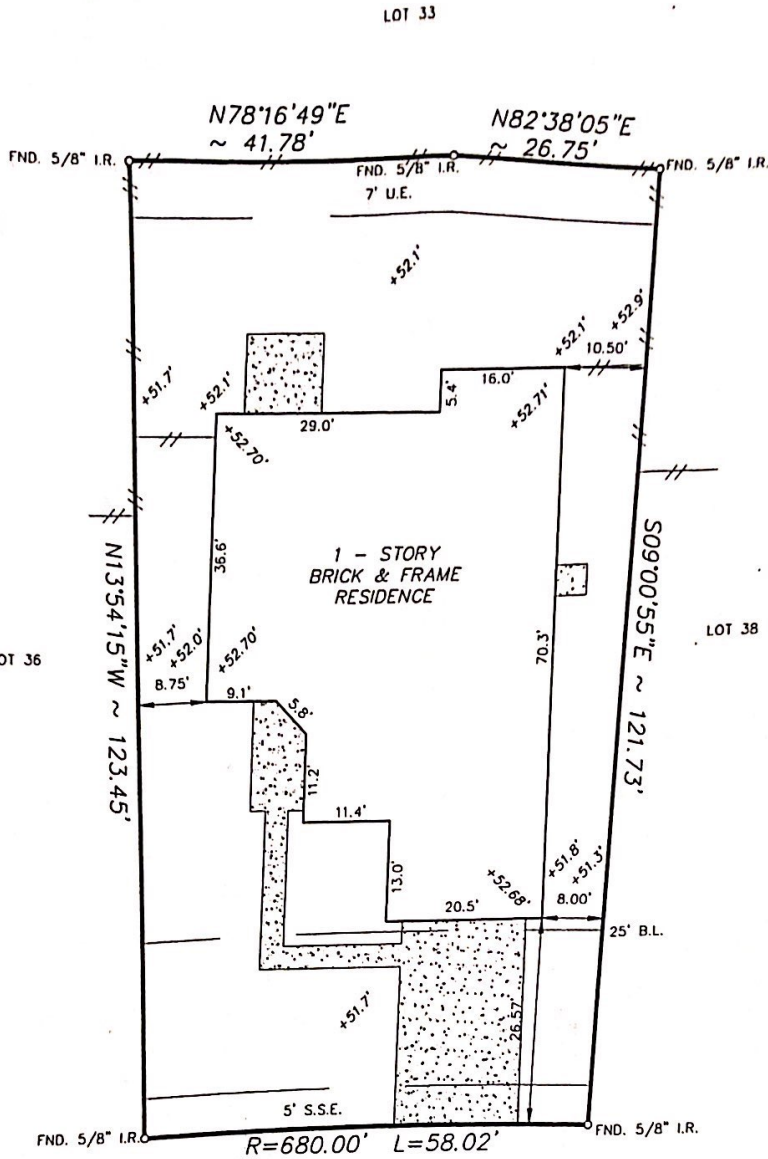 LOT 33
N78°16'49"E
~ 41.78'
N82°38'05"E
~ 26.75'
FND. 5/8" I.R.
FND. 5/8" I.R.
FND. 5/8" I.R.
7' U.E.
+52.1'
+52.9'
+52.1'
10.50'
+51.7'
+52.1'
16.0'
5.4'
+52.71'
29.0'
+52.70'
36.6'
1 - STORY
BRICK & FRAME
RESIDENCE
N13°54'15"W ~ 123.45'
S09°00'55"E ~ 121.73'
LOT 38
70.3'
OT 36
+51.7'
+52.0'
+52.70'
8.75'
9.1'
5.8'
11.2'
11.4'
13.0'
+52.68'
+51.8'
+51.3'
20.5'
8.00'
25' B.L.
+51.7'
26.57'
5' S.S.E.
FND. 5/8" I.R.
R=680.00' L=58.02'
FND. 5/8" I.R.